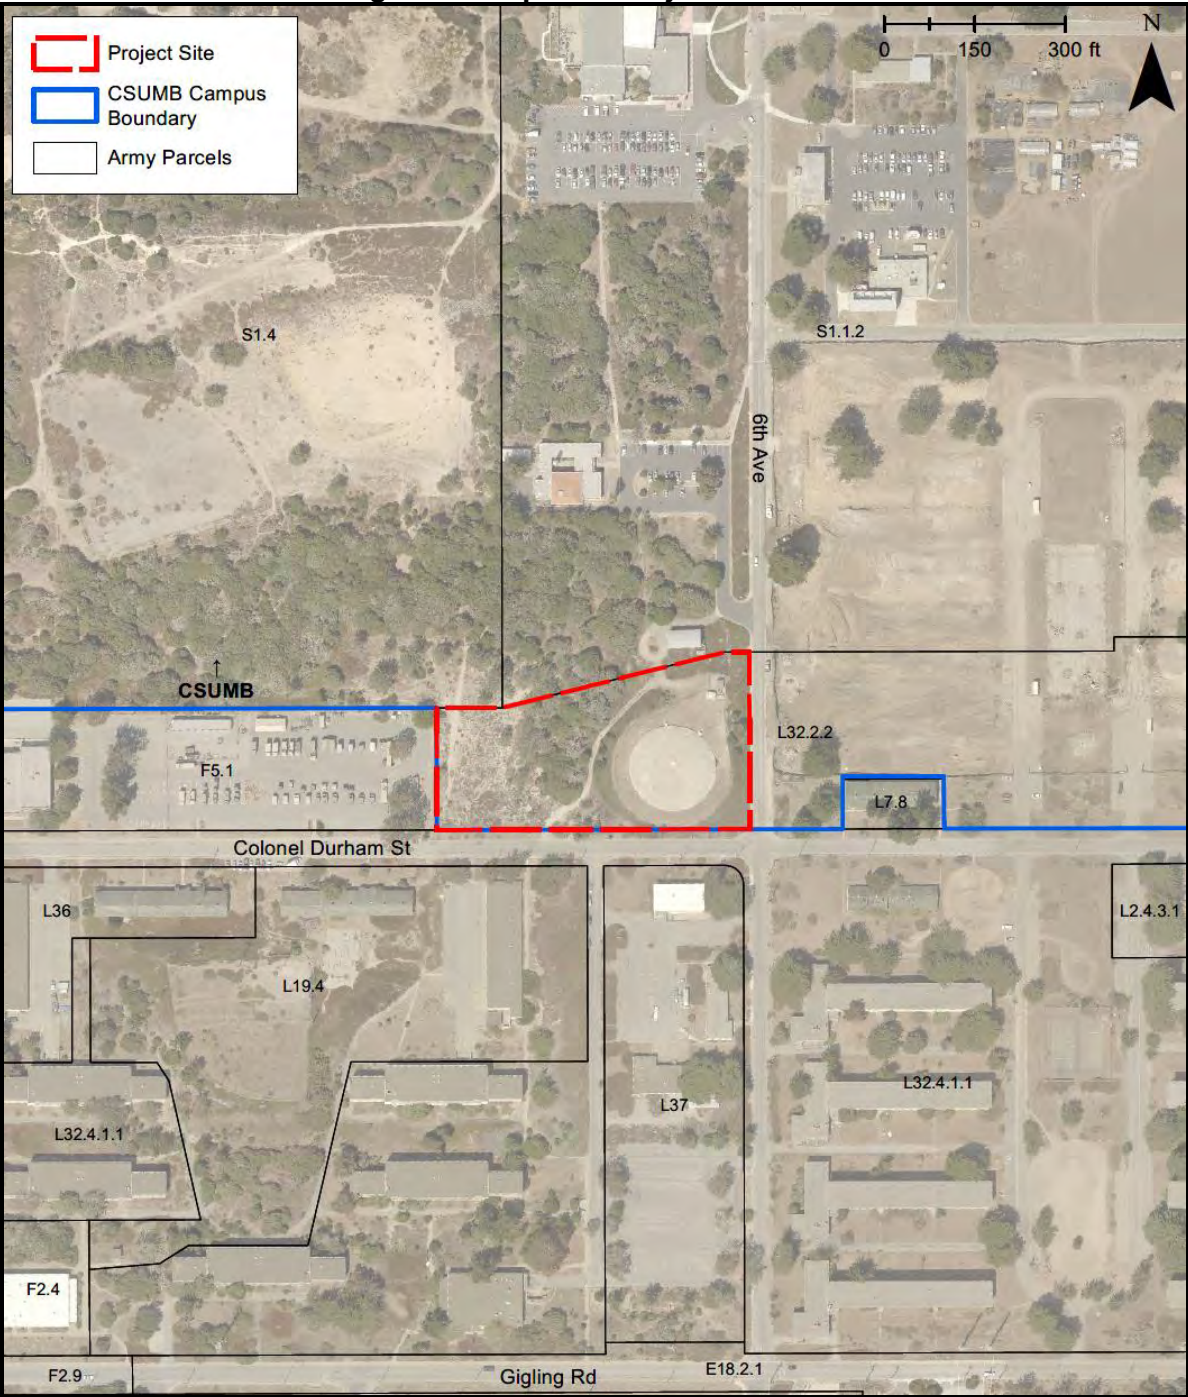 Project Site
CSUMB Campus
Boundary
Army Parcels
0 150 300 ft
N
S1.4
S1.1.2
6th Ave
CSUMB
L32.2.2
F5.1
L7.8
Colonel Durham St
L36
L2.4.3.1
L19.4
L32.4.1.1
L37
L32.4.1.1
F2.4
E18.2.1
F2.9
Gigling Rd